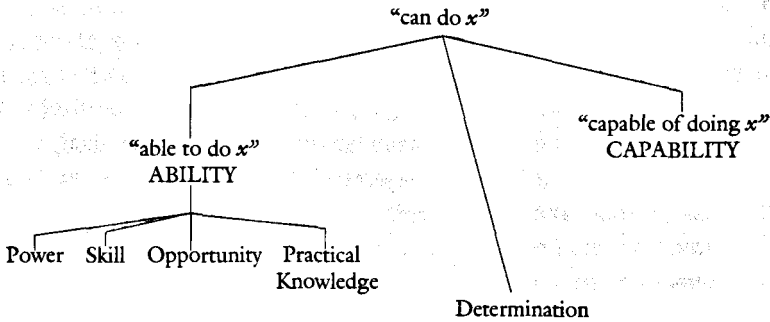 “can do x”
“able to do x”
ABILITY
“capable of doing x”
CAPABILITY
Power Skill Opportunity Practical
Knowledge
Determination